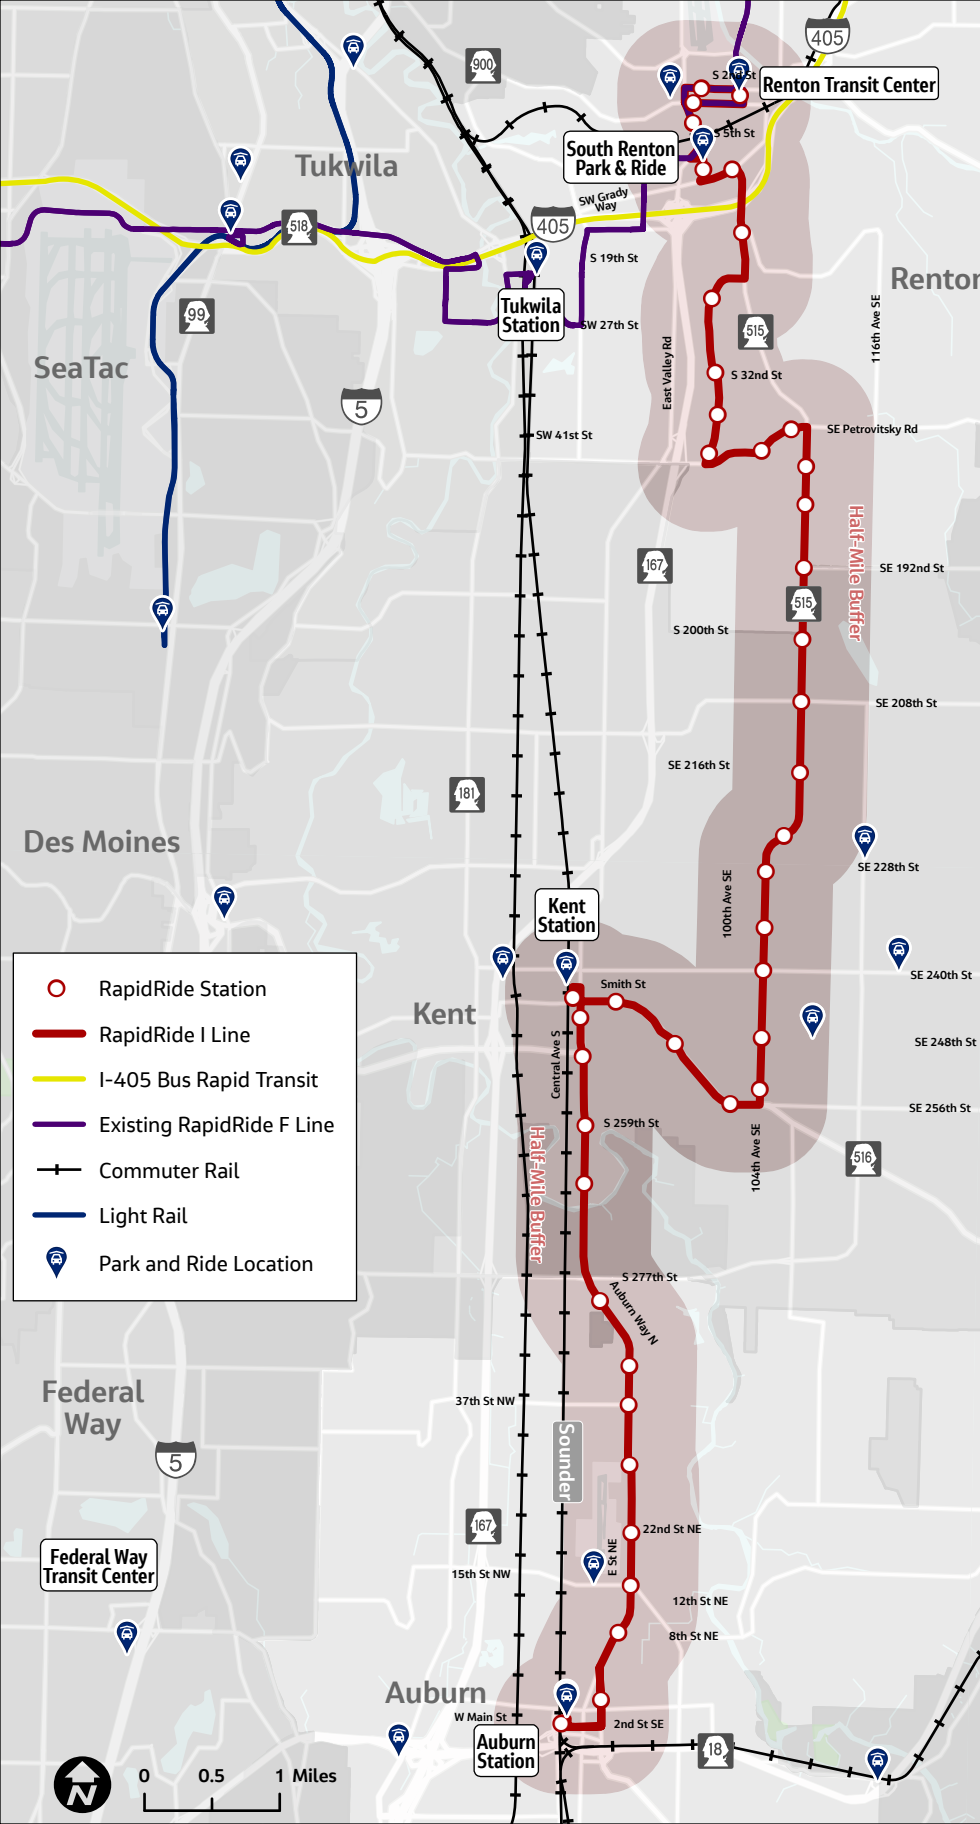 405
900
S 2nd St
Renton Transit Center
S 5th St
South Renton
Park & Ride
Tukwila
SW Grady
Way
518
405
S 19th St
Renton
99
Tukwila
Station
SW 27th St
515
116th Ave SE
SeaTac
East Valley Rd
S 32nd St
5
SW 41st St
SE Petrovitsky Rd
Half-Mile Buffer
167
SE 192nd St
515
S 200th St
SE 208th St
SE 216th St
181
Des Moines
SE 228th St
100th Ave SE
Kent
Station
SE 240th St
RapidRide Station
Smith St
Kent
RapidRide I Line
Central Ave S
SE 248th St
I-405 Bus Rapid Transit
SE 256th St
Existing RapidRide F Line
S 259th St
104th Ave SE
516
Commuter Rail
Half-Mile Buffer
Light Rail
Park and Ride Location
S 277th St
Auburn Way N
Federal
Way
37th St NW
5
Sounder
167
22nd St NE
Federal Way
Transit Center
E St NE
15th St NW
12th St NE
8th St NE
Auburn
W Main St
2nd St SE
Auburn
Station
18
N
0 0.5 1 Miles